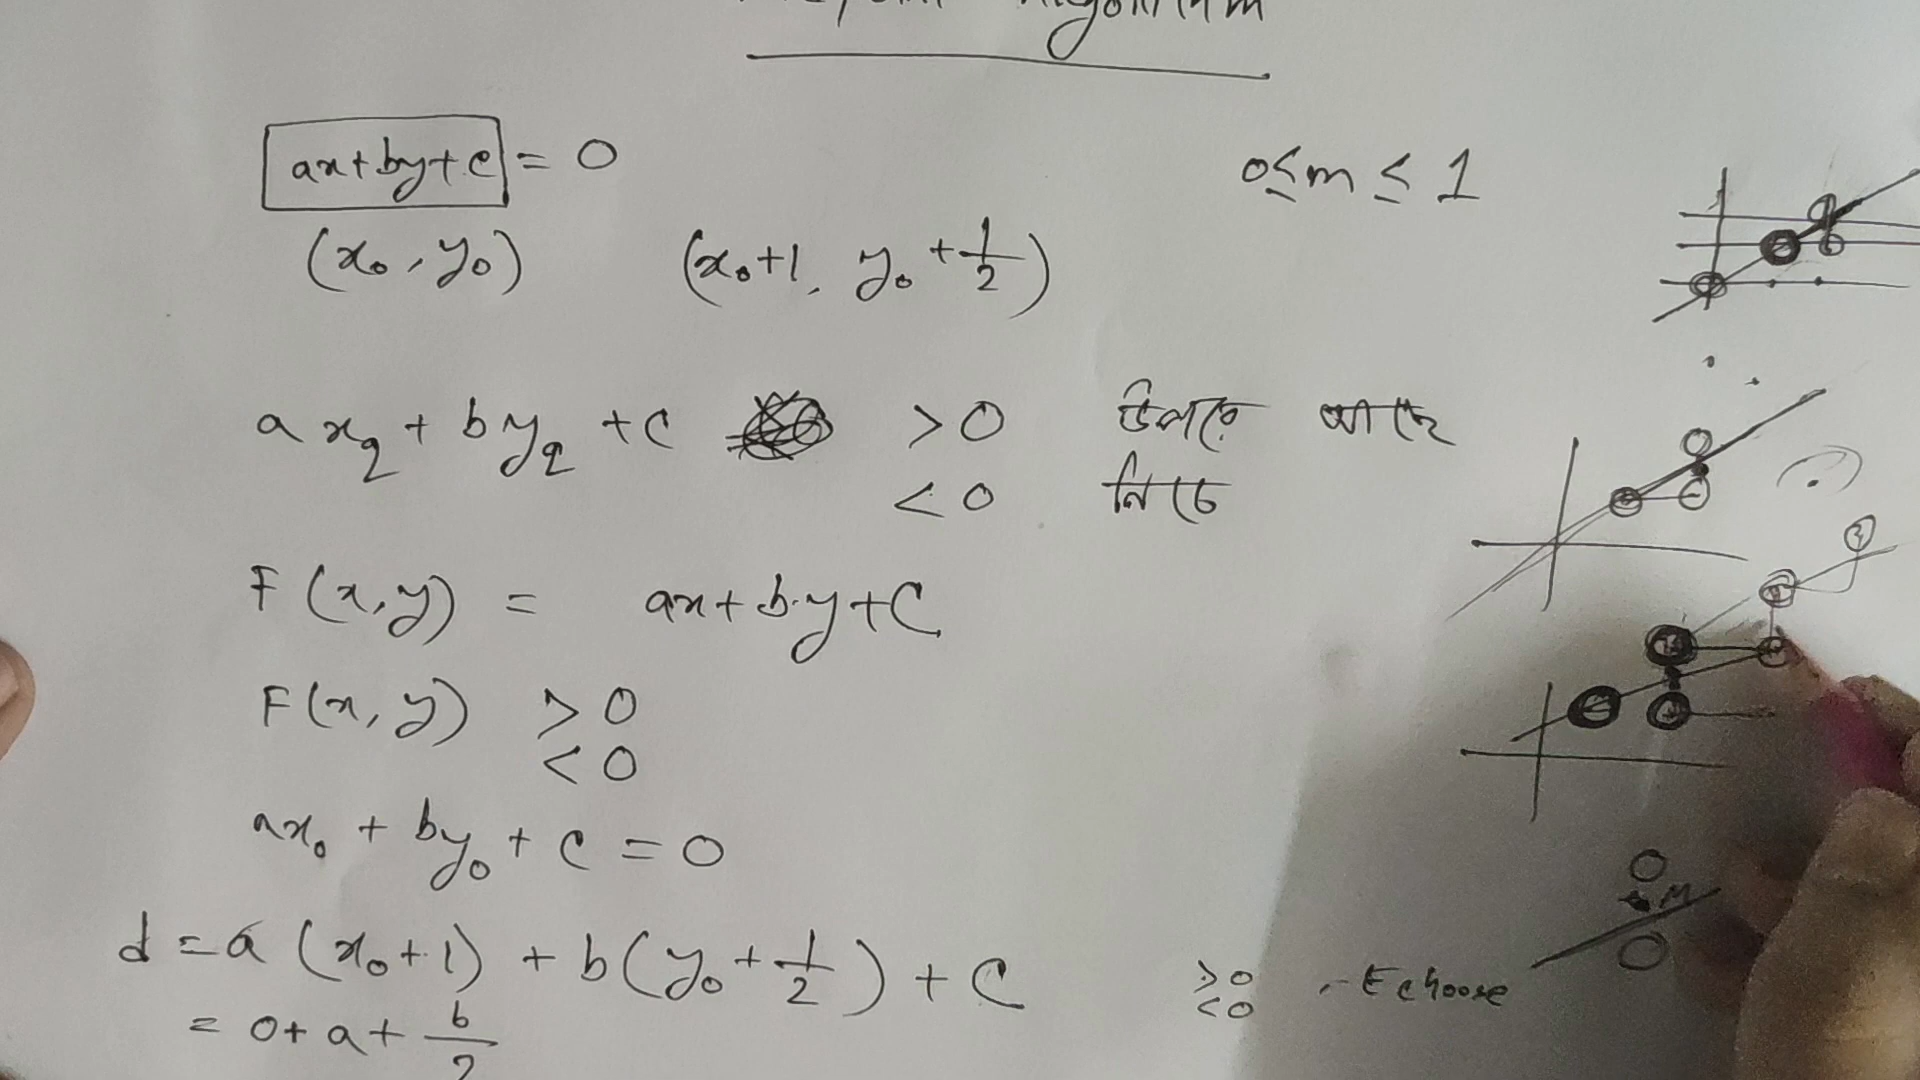 Algorithm
ax+by+c = 0
0≤m≤1
(x₀, y₀) (x₀+1, y₀+1/2)
ax₂+by₂+c >0 উপরে আছে
<0 নিচে
F(x,y) = ax+b.y+C
F(x,y) >0
<0
ax₀+by₀+c=0
M
d=a(x₀+1)+b(y₀+1/2)+C >0 E choose
<0
= 0+a+b/2